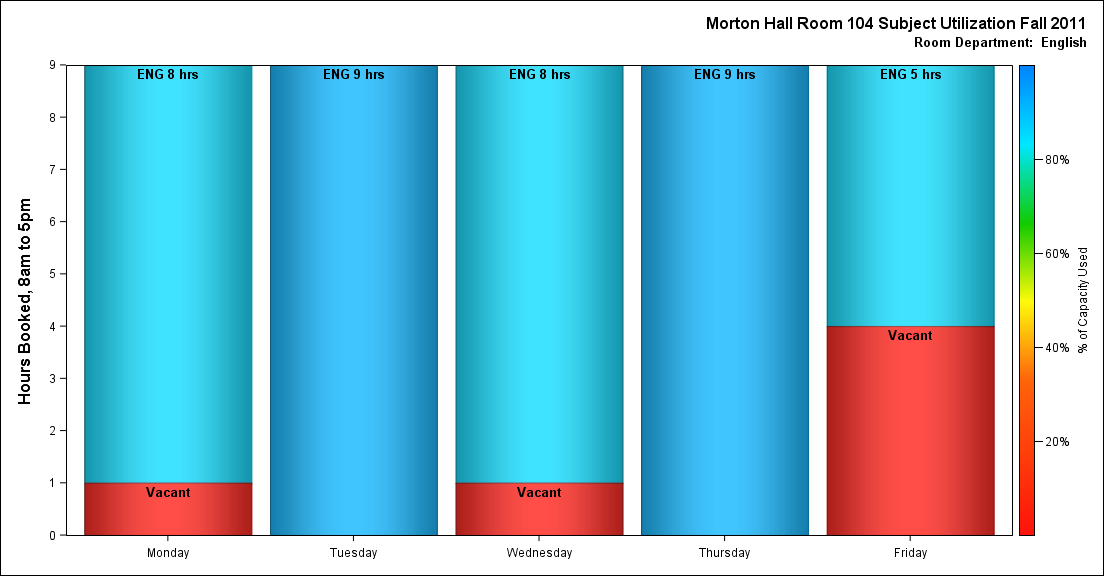 Morton Hall Room 104 Subject Utilization Fall 2011
Room Department:  English
Hours Booked, 8am to 5pm
9
8
7
6
5
4
3
2
1
0
ENG 8 hrs
ENG 9 hrs
ENG 8 hrs
ENG 9 hrs
ENG 5 hrs
Vacant
Vacant
Vacant
Monday
Tuesday
Wednesday
Thursday
Friday
80%
60%
40%
20%
% of Capacity Used